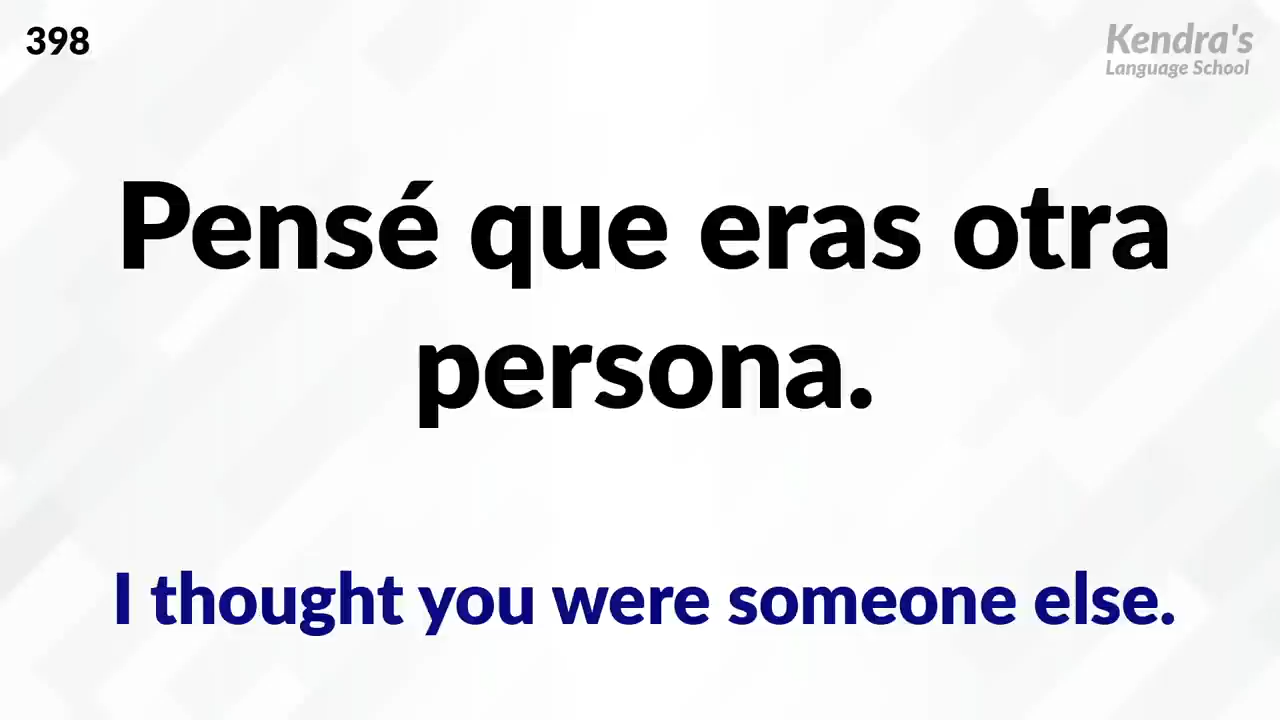 398
Kendra's
Language School
Pensé que eras otra
persona.
I thought you were someone else.